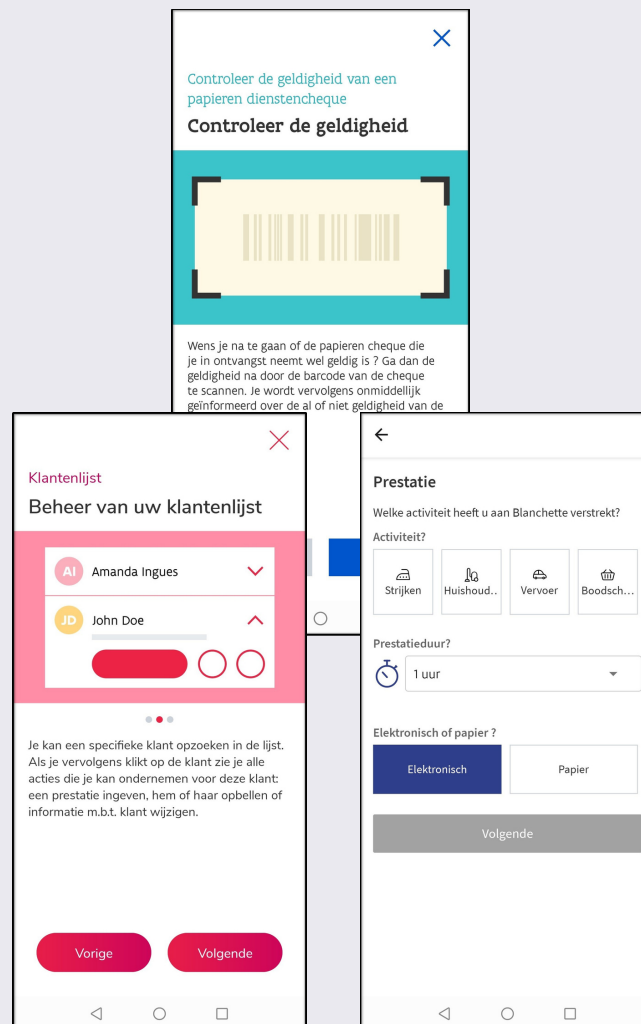 Controleer de geldigheid van een
papieren dienstencheque
Controleer de geldigheid
Wens je na te gaan of de papieren cheque die
je in ontvangst neemt wel geldig is ? Ga dan de
geldigheid na door de barcode van de cheque
te scannen. Je wordt vervolgens onmiddellijk
geïnformeerd over de al of niet geldigheid van de
Klantenlijst
Beheer van uw klantenlijst
AI Amanda Ingues
JD John Doe
Je kan een specifieke klant opzoeken in de lijst.
Als je vervolgens klikt op de klant zie je alle
acties die je kan ondernemen voor deze klant:
een prestatie ingeven, hem of haar opbellen of
informatie m.b.t. klant wijzigen.
Vorige Volgende
Prestatie
Welke activiteit heeft u aan Blanchette verstrekt?
Activiteit?
Strijken Huishoud.. Vervoer Boodsch...
Prestatieduur?
1 uur
Elektronisch of papier ?
Elektronisch Papier
Volgende